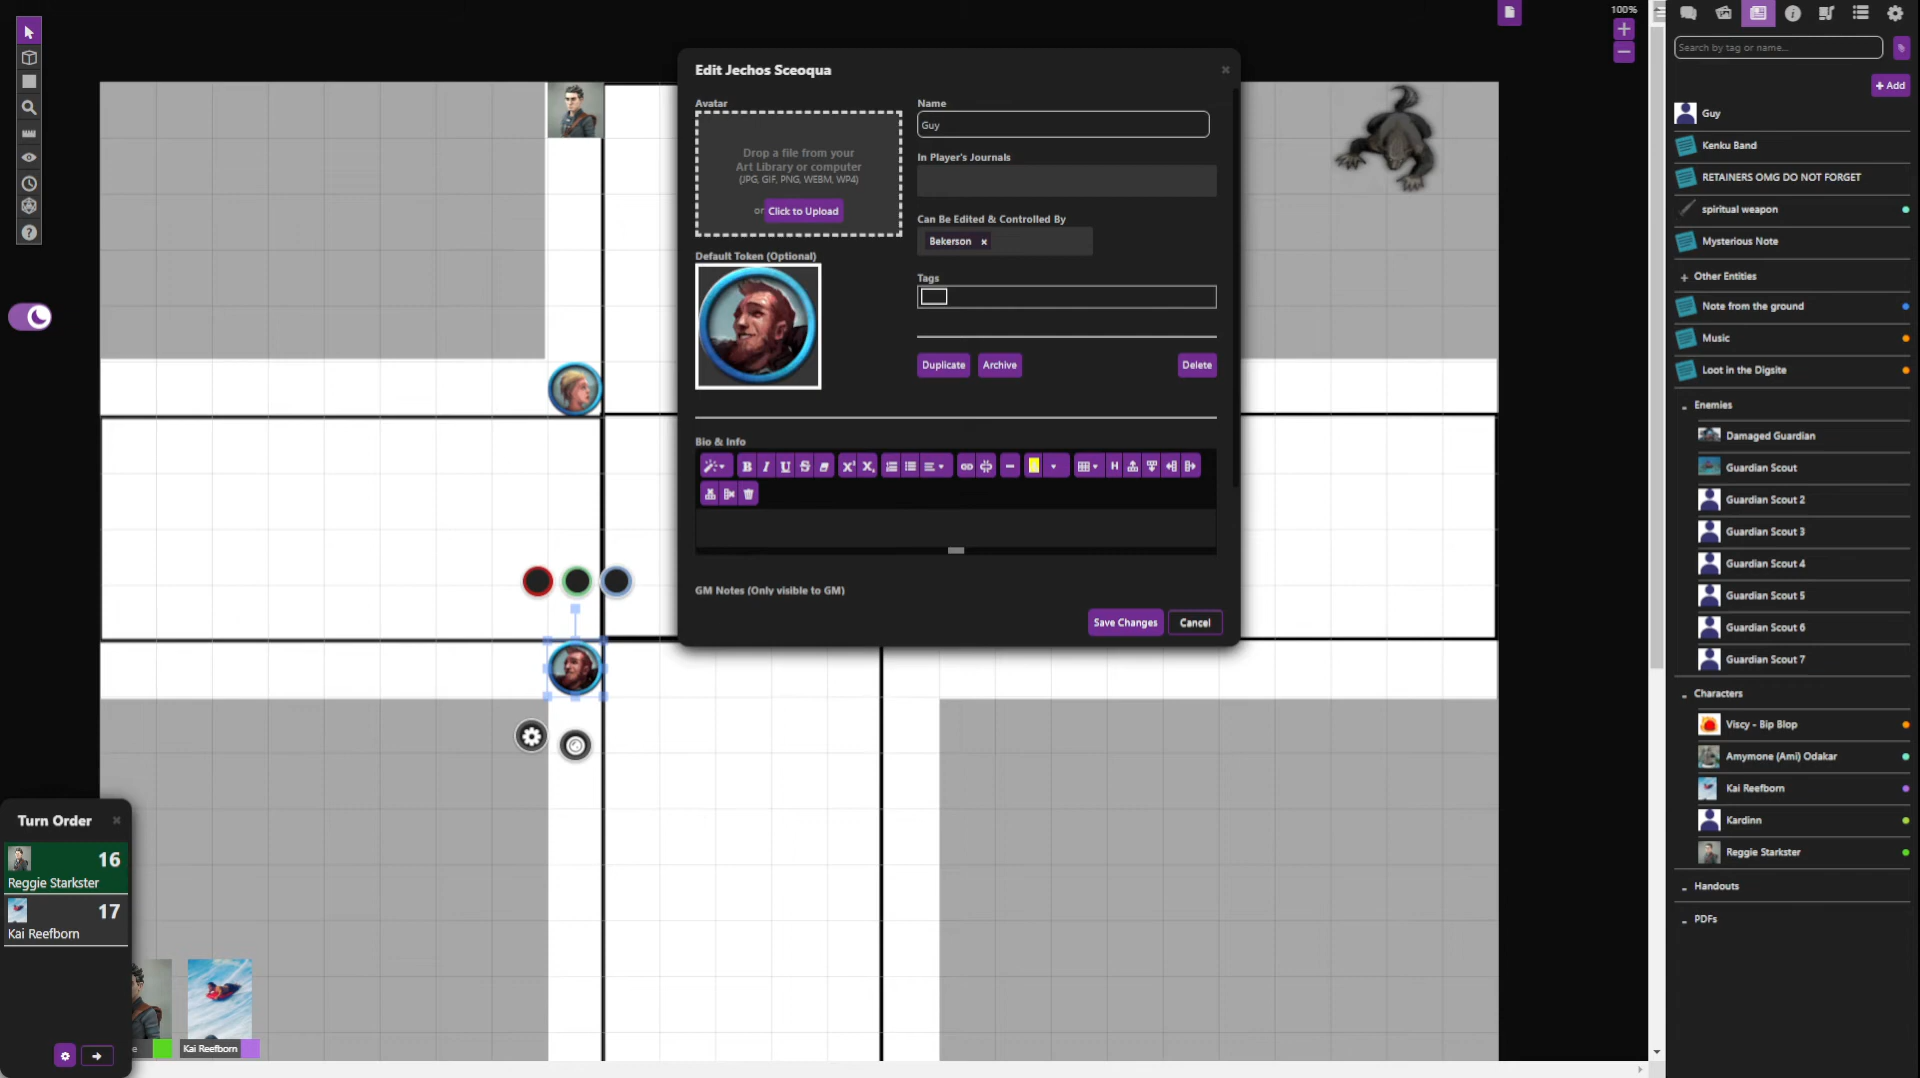 100%
Edit Jechos Sceoqua
Avatar
Drop a file from your
Art Library or computer
(JPG, GIF, PNG, WEBM, WP4)
or Click to Upload
Default Token (Optional)
Name
Guy
In Player's Journals
Can Be Edited & Controlled By
Bekerson ×
Tags
Duplicate Archive Delete
Bio & Info
GM Notes (Only visible to GM)
Save Changes Cancel
Turn Order
16
Reggie Starkster
17
Kai Reefborn
e
Kai Reefborn
Search by tag or name...
+ Add
Guy
Kenku Band
RETAINERS OMG DO NOT FORGET
spiritual weapon
Mysterious Note
+ Other Entities
Note from the ground
Music
Loot in the Digsite
- Enemies
Damaged Guardian
Guardian Scout
Guardian Scout 2
Guardian Scout 3
Guardian Scout 4
Guardian Scout 5
Guardian Scout 6
Guardian Scout 7
- Characters
Viscy - Bip Blop
Amymone (Ami) Odakar
Kai Reefborn
Kardinn
Reggie Starkster
- Handouts
- PDFs